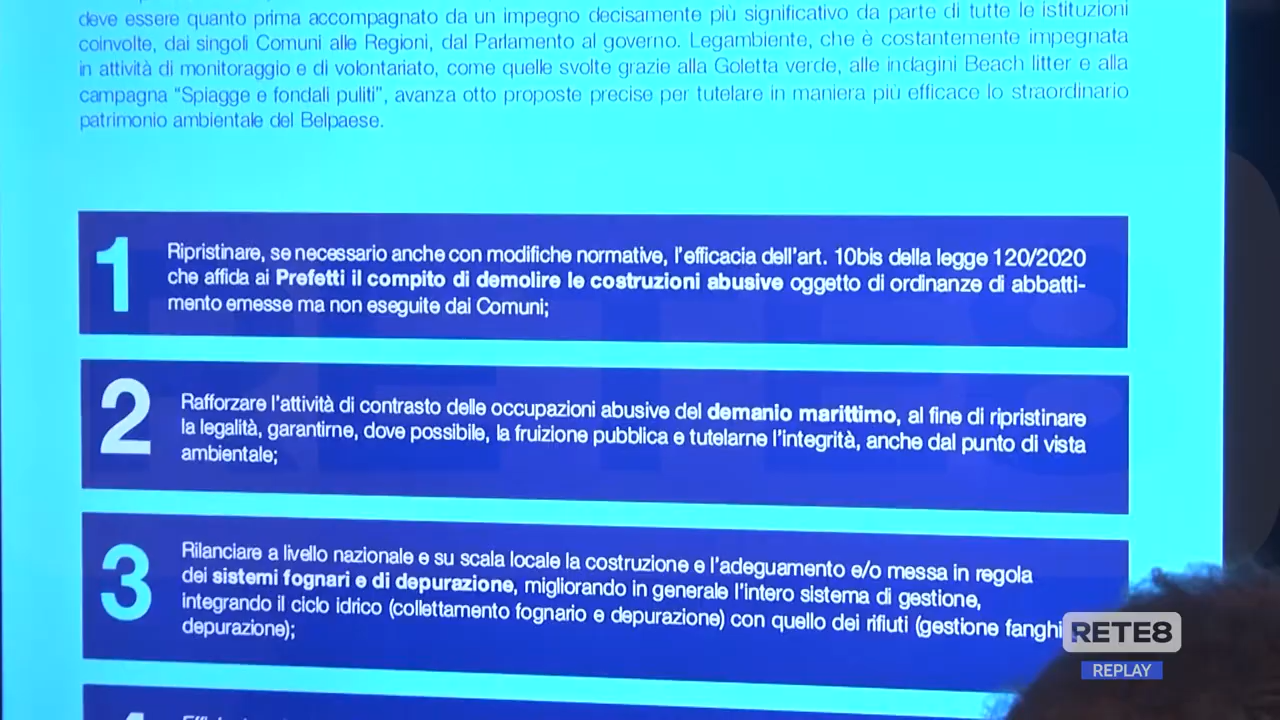 deve essere quanto prima accompagnato da un impegno decisamente più significativo da parte di tutte le istituzioni
coinvolte, dai singoli Comuni alle Regioni, dal Parlamento al governo. Legambiente, che è costantemente impegnata
in attività di monitoraggio e di volontariato, come quelle svolte grazie alla Goletta verde, alle indagini Beach litter e alla
campagna “Spiagge e fondali puliti”, avanza otto proposte precise per tutelare in maniera più efficace lo straordinario
patrimonio ambientale del Belpaese.
1
Ripristinare, se necessario anche con modifiche normative, l’efficacia dell’art. 10bis della legge 120/2020
che affida ai Prefetti il compito di demolire le costruzioni abusive oggetto di ordinanze di abbatti-
mento emesse ma non eseguite dai Comuni;
2
Rafforzare l’attività di contrasto delle occupazioni abusive del demanio marittimo, al fine di ripristinare
la legalità, garantirne, dove possibile, la fruizione pubblica e tutelarne l’integrità, anche dal punto di vista
ambientale;
3
Rilanciare a livello nazionale e su scala locale la costruzione e l’adeguamento e/o messa in regola
dei sistemi fognari e di depurazione, migliorando in generale l’intero sistema di gestione,
integrando il ciclo idrico (collettamento fognario e depurazione) con quello dei rifiuti (gestione fanghi
depurazione);
RETE8
REPLAY